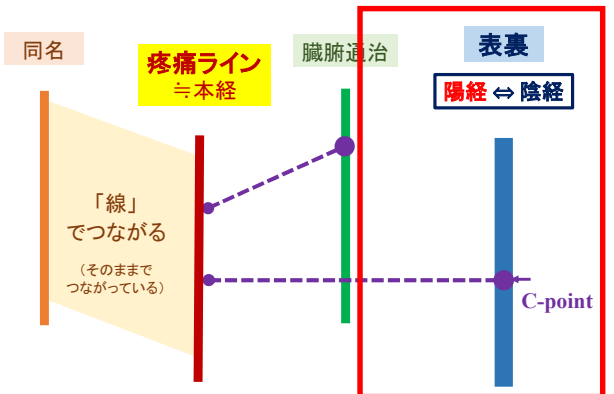 同名
疼痛ライン
≒本経
臓腑通治
表裏
陽経 ⇔ 陰経
「線」
でつながる
（そのままで
つながっている）
C-point